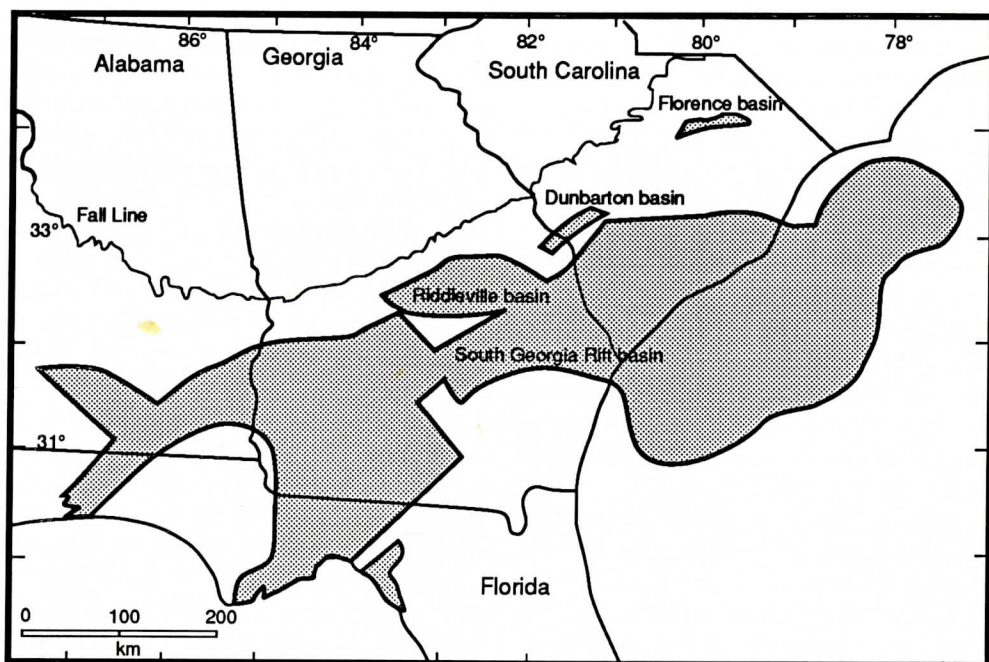 86°
84°
82°
80°
78°
Alabama
Georgia
South Carolina
Florence basin
Dunbarton basin
Fall Line
33°
Riddleville basin
South Georgia Rift basin
31°
Florida
0 100 200
km